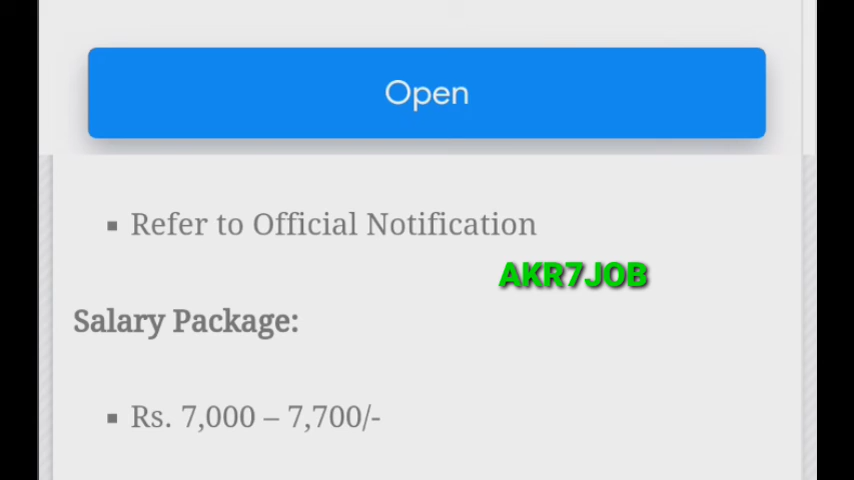 Open
▪ Refer to Official Notification
AKR7JOB
Salary Package:
▪ Rs. 7,000 – 7,700/-